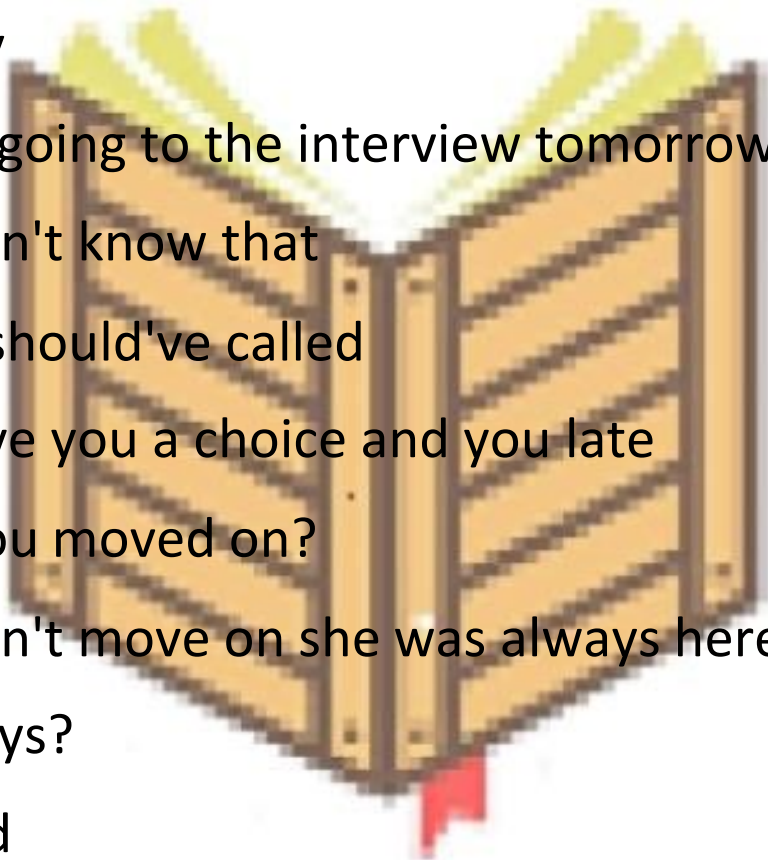 going to the interview tomorrow
n't know that
should've called
ve you a choice and you late
ou moved on?
n't move on she was always here
ys?
d